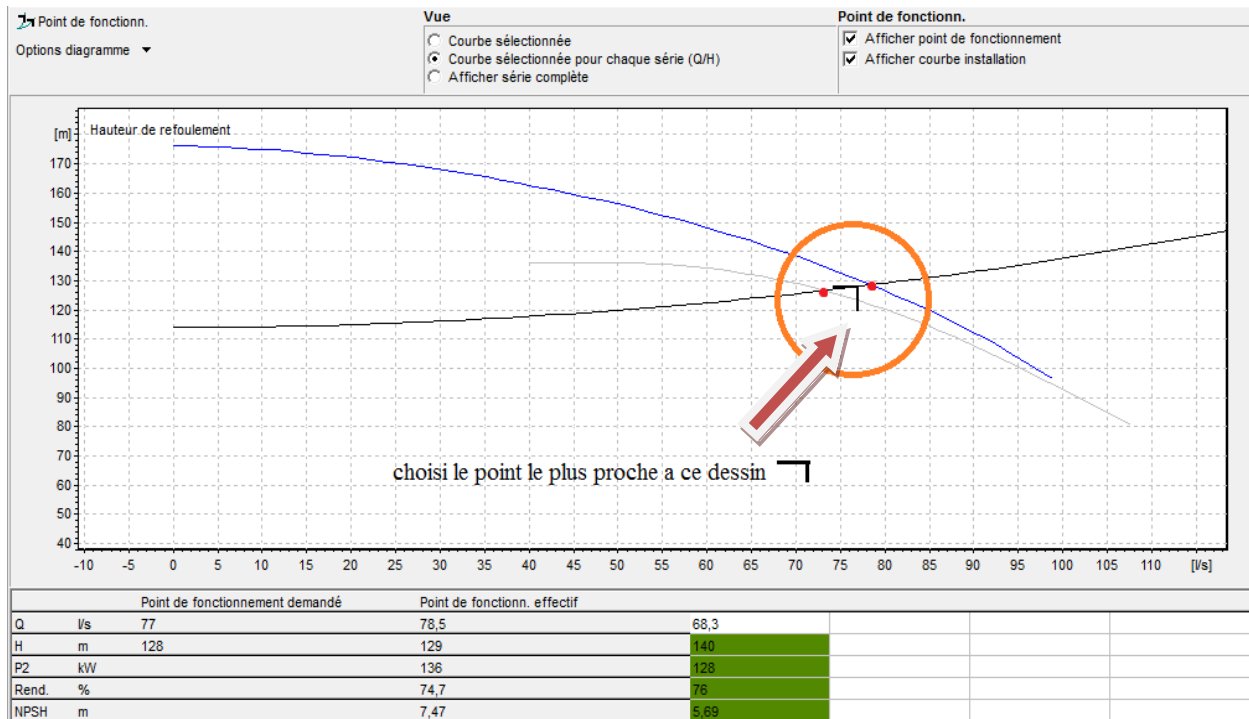 Point de fonctionn.
Options diagramme
Vue
Courbe sélectionnée
Courbe sélectionnée pour chaque série (Q/H)
Afficher série complète
Point de fonctionn.
Afficher point de fonctionnement
Afficher courbe installation
[m]
Hauteur de refoulement
170
160
150
140
130
120
110
100
90
80
70
60
50
40
choisi le point le plus proche a ce dessin
-10 -5 0 5 10 15 20 25 30 35 40 45 50 55 60 65 70 75 80 85 90 95 100 105 110 [l/s]
Point de fonctionnement demandé Point de fonctionn. effectif
Q l/s 77 78,5 68,3
H m 128 129 140
P2 kW 136 128
Rend. % 74,7 76
NPSH m 7,47 5,69